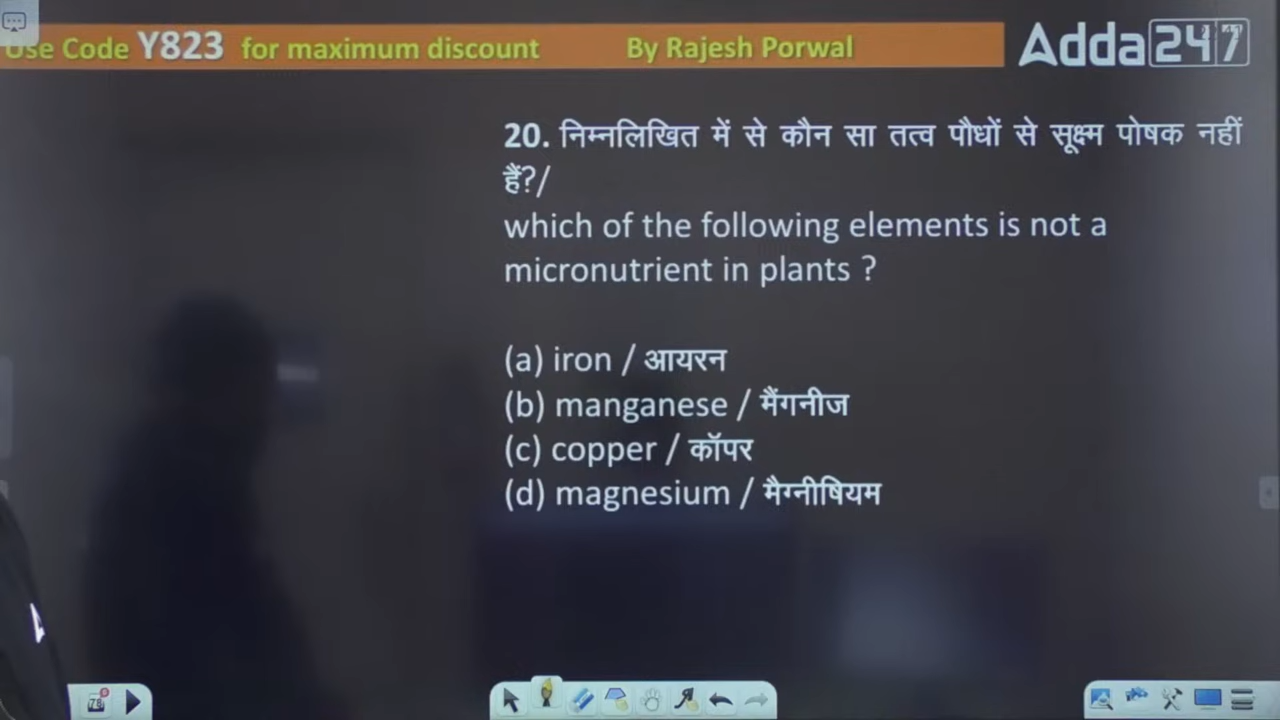 Use Code Y823 for maximum discount By Rajesh Porwal
Adda247
20. निम्नलिखित में से कौन सा तत्व पौधों से सूक्ष्म पोषक नहीं
हैं?/
which of the following elements is not a
micronutrient in plants ?
(a) iron / आयरन
(b) manganese / मैंगनीज
(c) copper / कॉपर
(d) magnesium / मैग्नीषियम